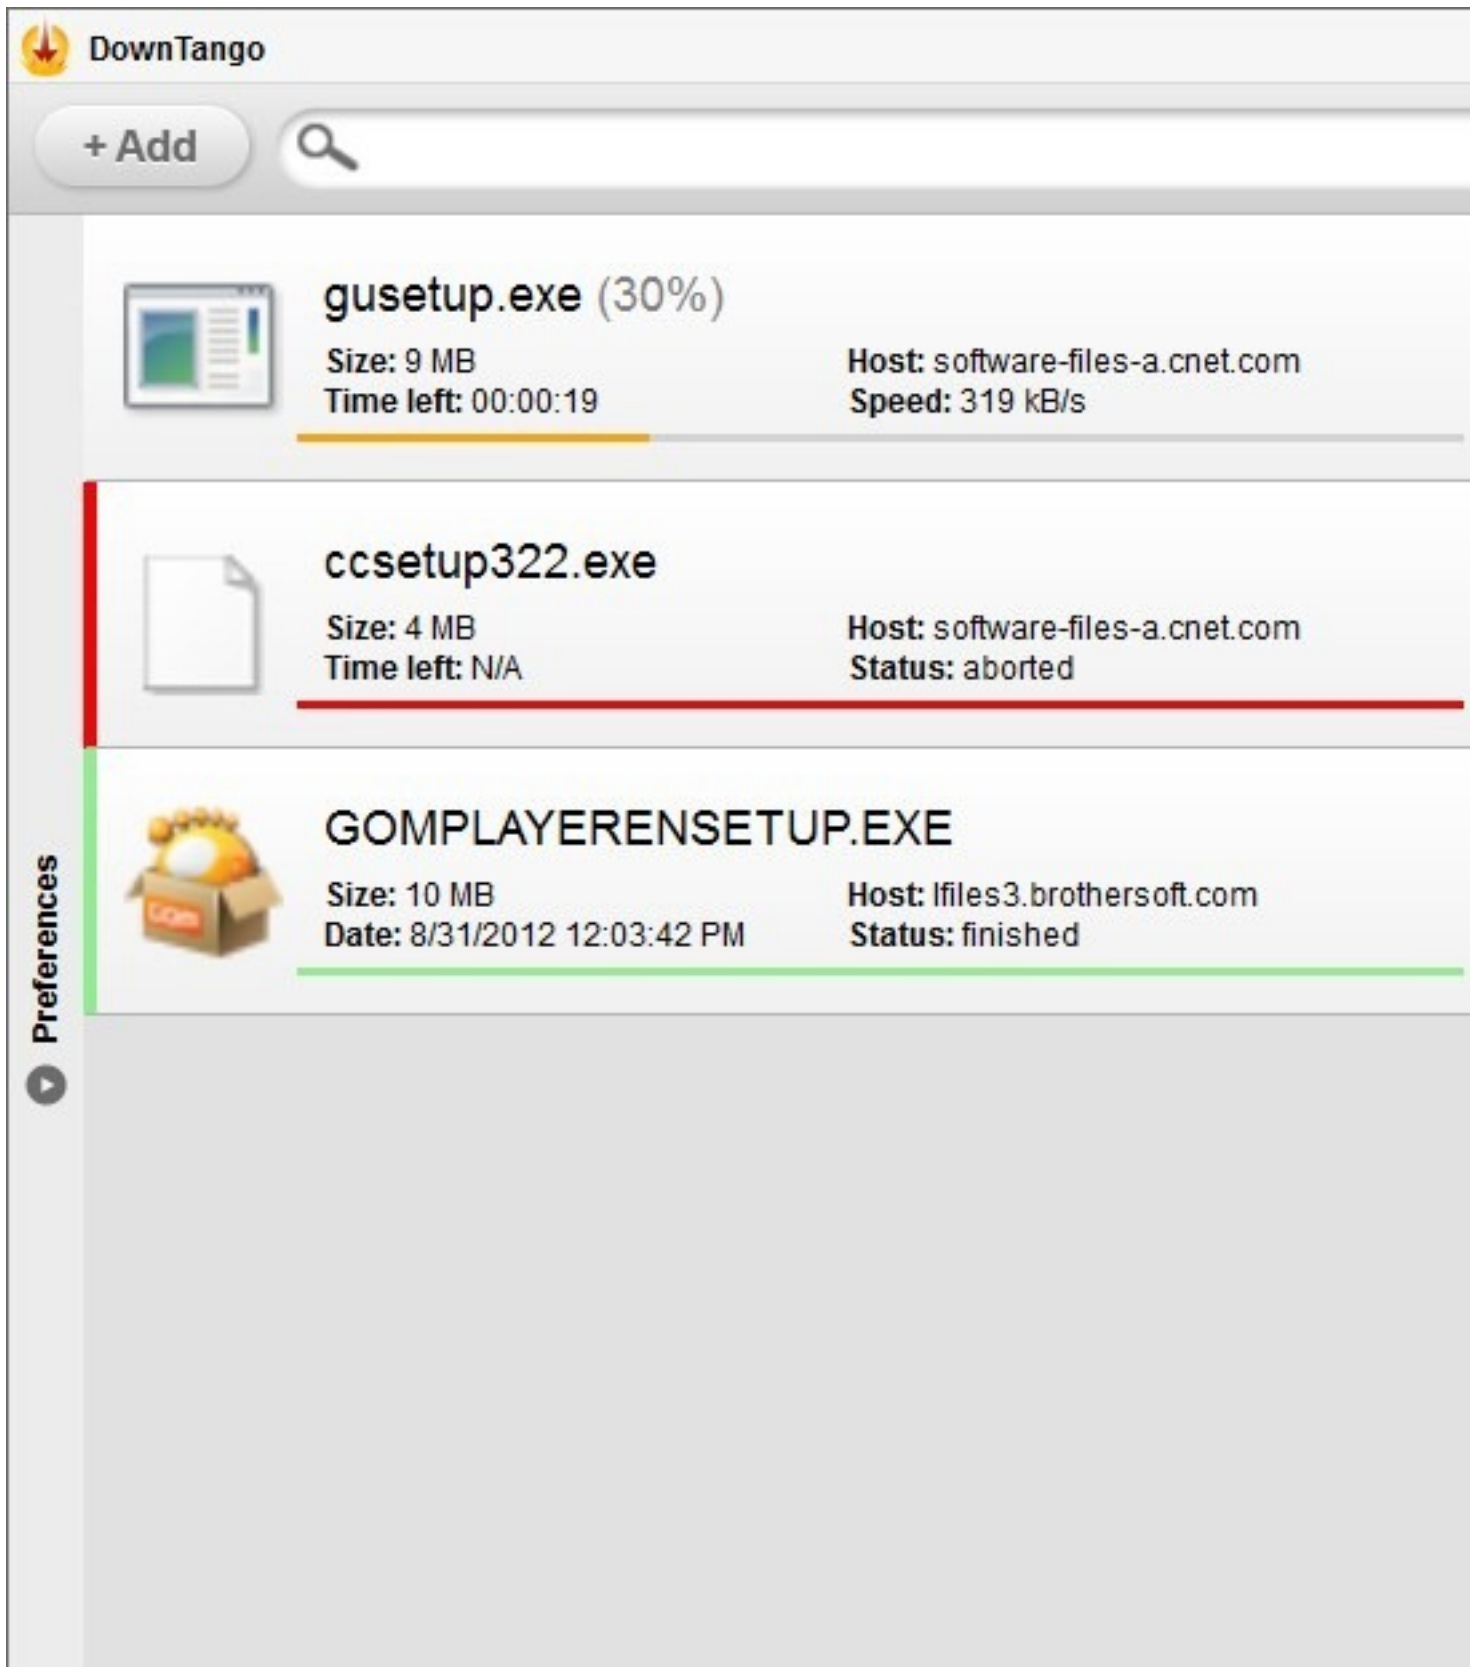 DownTango
+ Add
gusetup.exe (30%)
Size: 9 MB
Host: software-files-a.cnet.com
Time left: 00:00:19
Speed: 319 kB/s
ccsetup322.exe
Size: 4 MB
Host: software-files-a.cnet.com
Time left: N/A
Status: aborted
GOMPLAYERENSETUP.EXE
Size: 10 MB
Host: lfiles3.brothersoft.com
Date: 8/31/2012 12:03:42 PM
Status: finished
GOM
Preferences